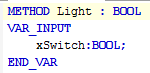 METHOD Light : BOOL
VAR_INPUT
    xSwitch:BOOL;
END_VAR